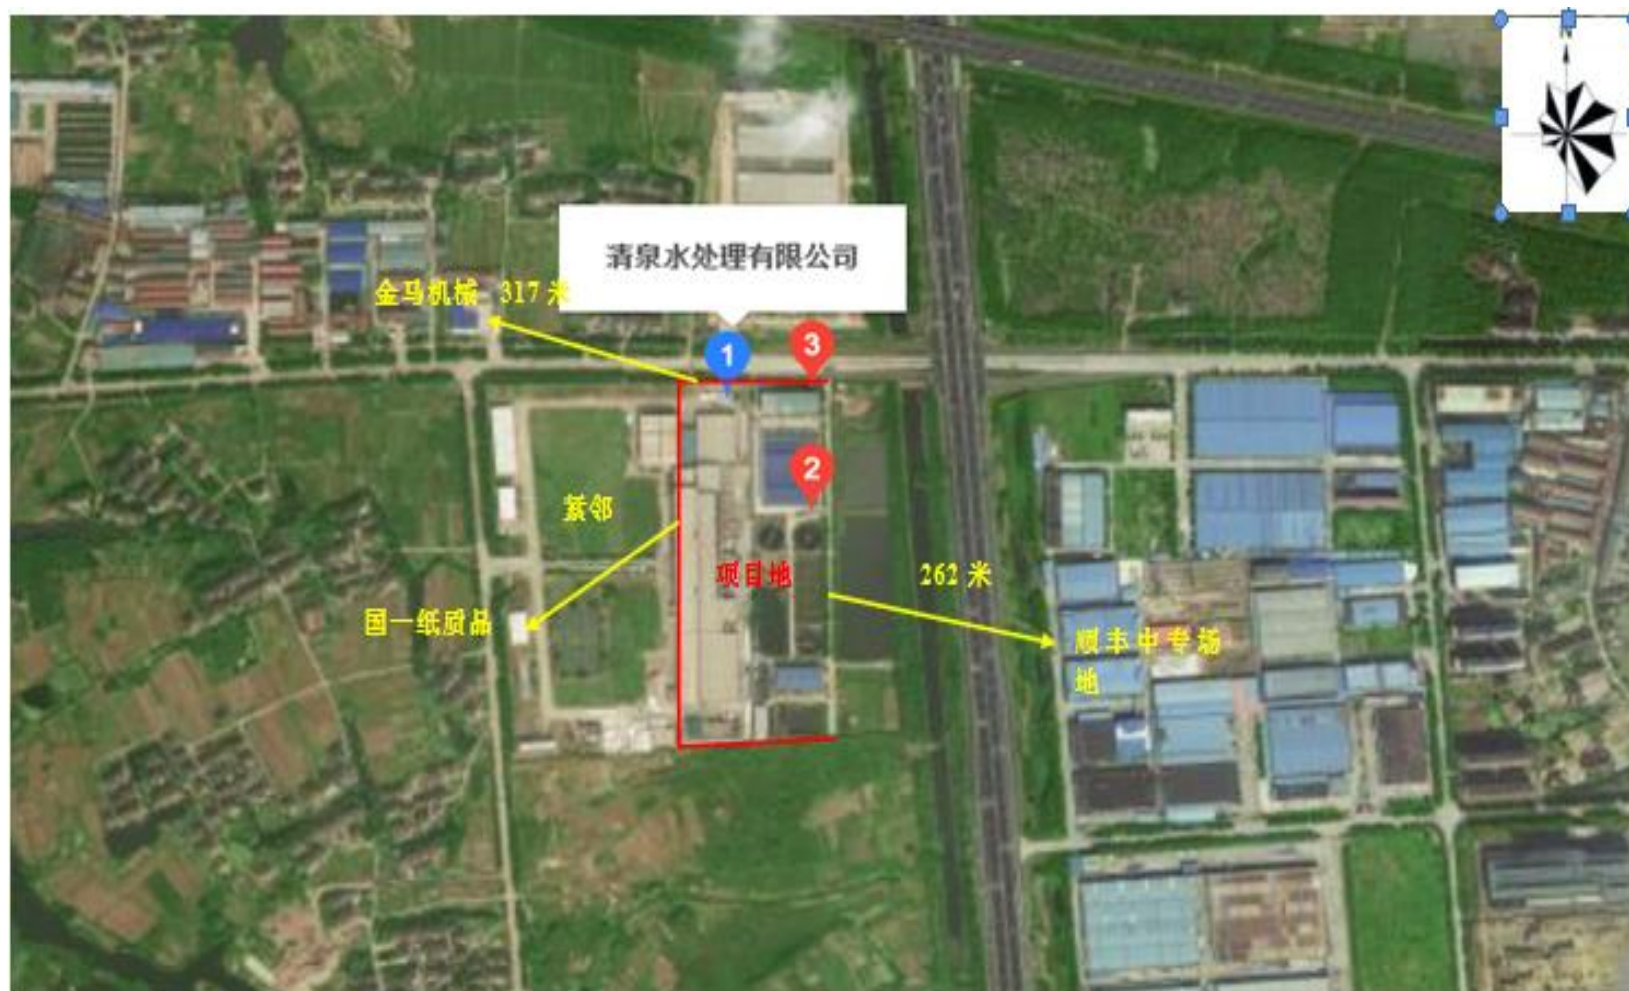 N
清泉水处理有限公司
金马机械 317 米
1
3
2
紧邻
项目地
262 米
国一纸质品
顺丰中专场
地